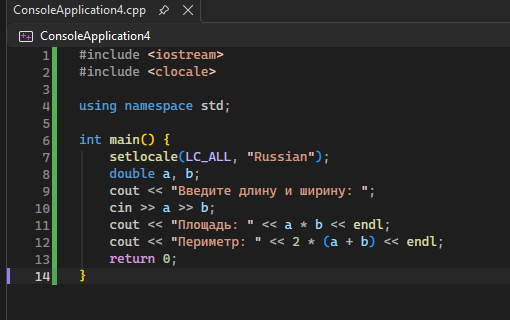 ConsoleApplication4.cpp
ConsoleApplication4
1 #include <iostream>
2 #include <clocale>
3
4 using namespace std;
5
6 int main() {
7     setlocale(LC_ALL, "Russian");
8     double a, b;
9     cout << "Введите длину и ширину: ";
10     cin >> a >> b;
11     cout << "Площадь: " << a * b << endl;
12     cout << "Периметр: " << 2 * (a + b) << endl;
13     return 0;
14 }